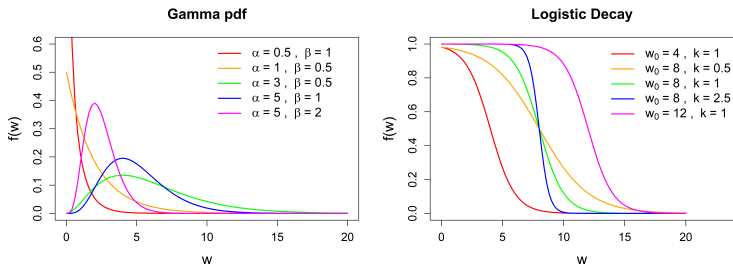 Gamma pdf
f(w)
0.6
0.5
0.4
0.3
0.2
0.1
0.0
α = 0.5 , β = 1
α = 1 , β = 0.5
α = 3 , β = 0.5
α = 5 , β = 1
α = 5 , β = 2
0 5 10 15 20
w
Logistic Decay
f(w)
1.0
0.8
0.6
0.4
0.2
0.0
w₀ = 4 , k = 1
w₀ = 8 , k = 0.5
w₀ = 8 , k = 1
w₀ = 8 , k = 2.5
w₀ = 12 , k = 1
0 5 10 15 20
w